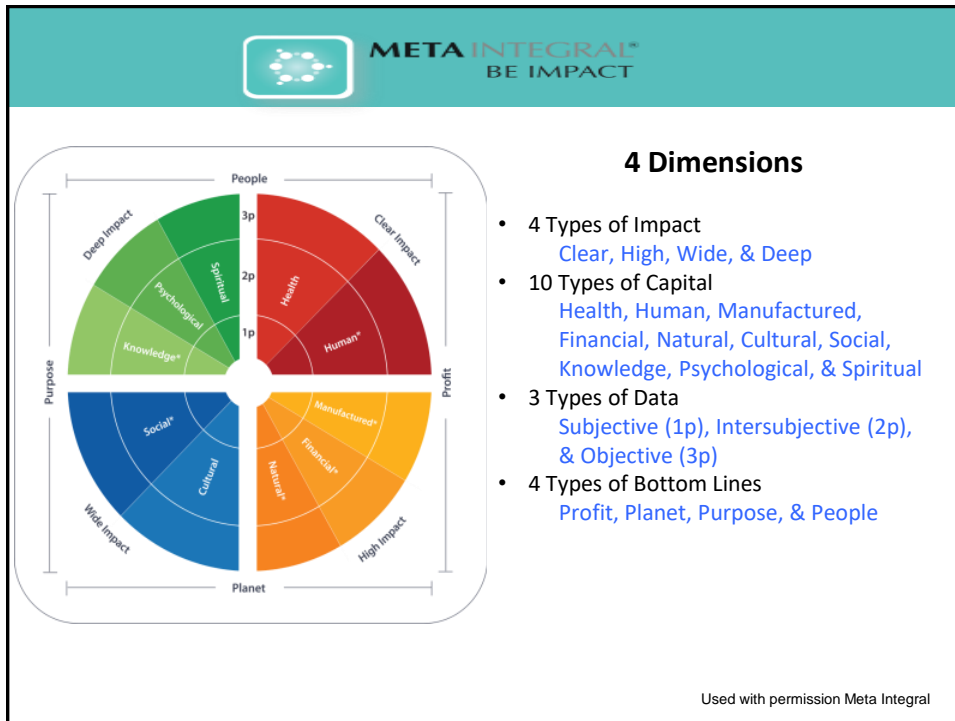 META INTEGRAL®
BE IMPACT
People
Deep Impact
Clear Impact
3p
2p
1p
Spiritual
Psychological
Knowledge*
Health
Human*
Purpose
Profit
Social*
Cultural
Manufactured*
Financial*
Natural*
Wide Impact
High Impact
Planet
4 Dimensions
• 4 Types of Impact
Clear, High, Wide, & Deep
• 10 Types of Capital
Health, Human, Manufactured,
Financial, Natural, Cultural, Social,
Knowledge, Psychological, & Spiritual
• 3 Types of Data
Subjective (1p), Intersubjective (2p),
& Objective (3p)
• 4 Types of Bottom Lines
Profit, Planet, Purpose, & People
Used with permission Meta Integral